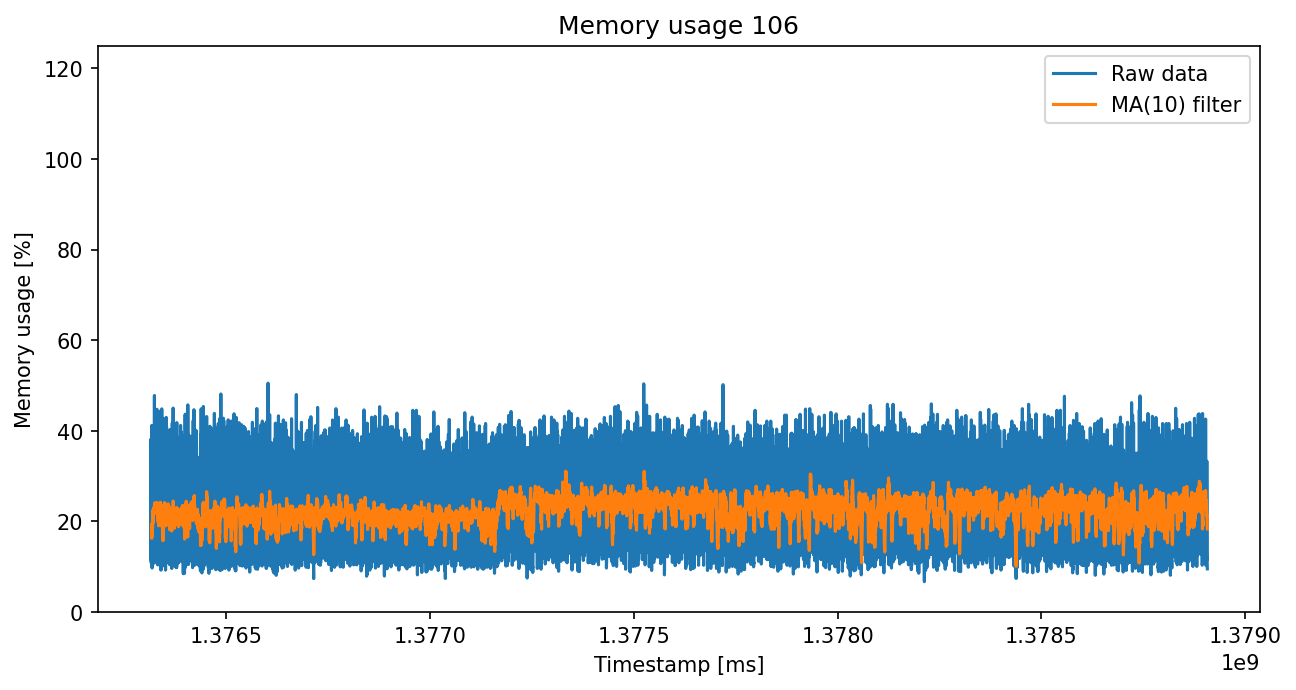 Memory usage 106
Raw data
MA(10) filter
Memory usage [%]
120
100
80
60
40
20
0
1.3765 1.3770 1.3775 1.3780 1.3785 1.3790
1e9
Timestamp [ms]